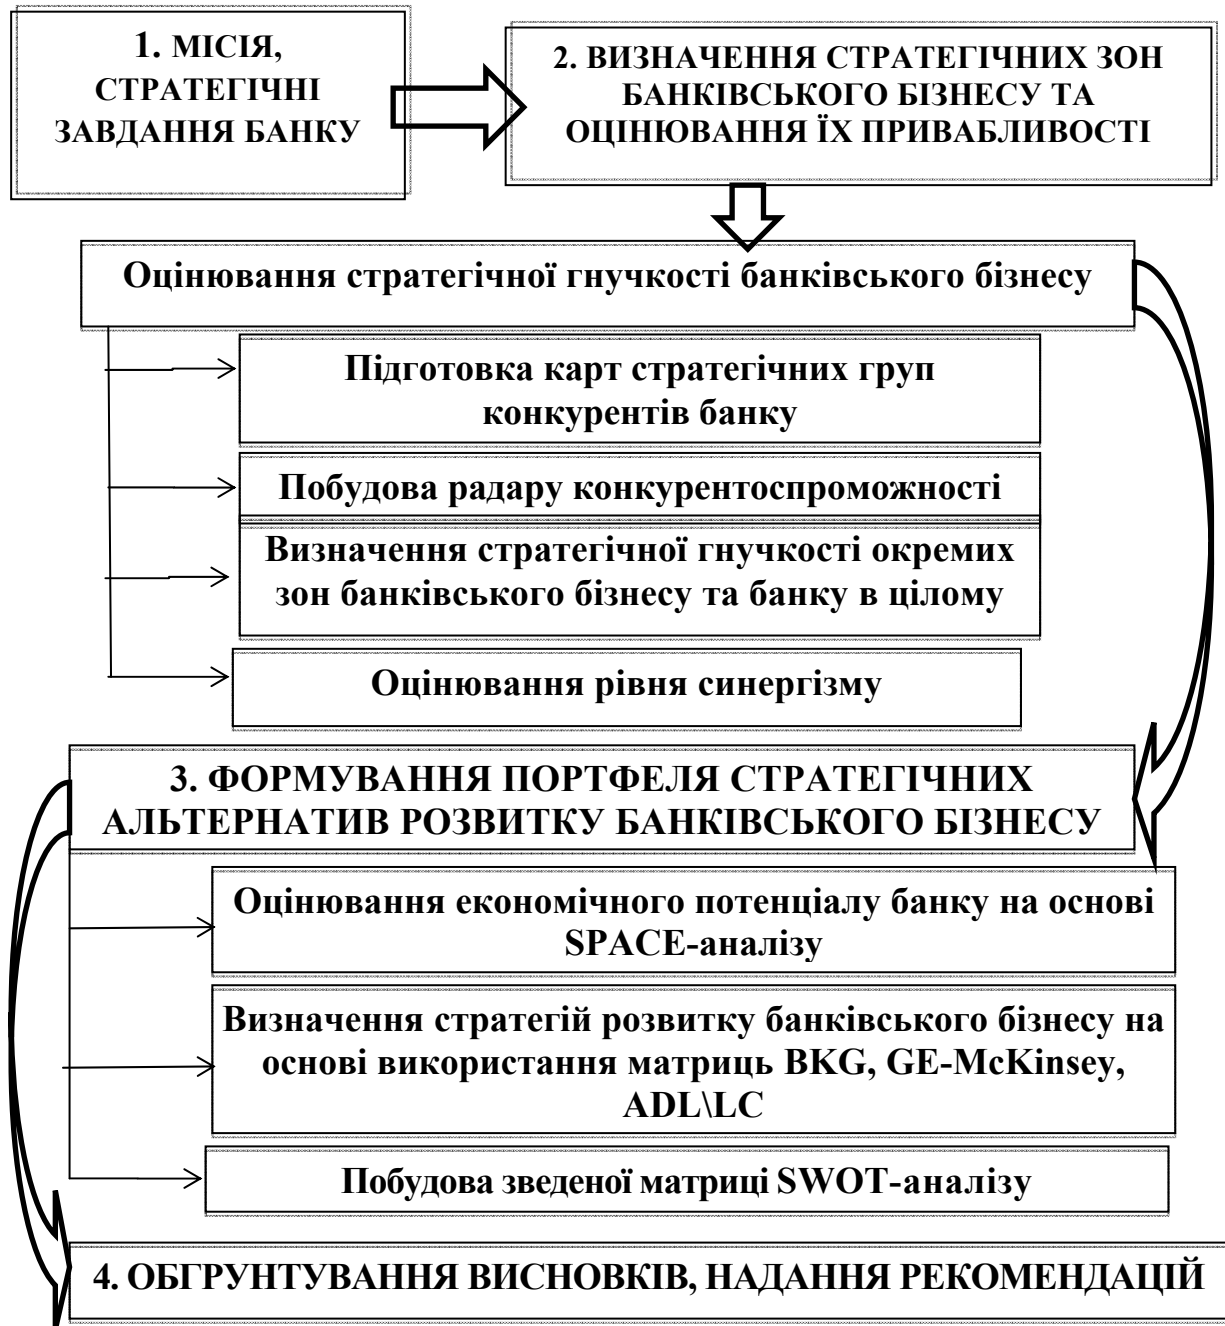 1. МІСІЯ,
СТРАТЕГІЧНІ
ЗАВДАННЯ БАНКУ
2. ВИЗНАЧЕННЯ СТРАТЕГІЧНИХ ЗОН
БАНКІВСЬКОГО БІЗНЕСУ ТА
ОЦІНЮВАННЯ ЇХ ПРИВАБЛИВОСТІ
Оцінювання стратегічної гнучкості банківського бізнесу
Підготовка карт стратегічних груп
конкурентів банку
Побудова радару конкурентоспроможності
Визначення стратегічної гнучкості окремих
зон банківського бізнесу та банку в цілому
Оцінювання рівня синергізму
3. ФОРМУВАННЯ ПОРТФЕЛЯ СТРАТЕГІЧНИХ
АЛЬТЕРНАТИВ РОЗВИТКУ БАНКІВСЬКОГО БІЗНЕСУ
Оцінювання економічного потенціалу банку на основі
SPACE-аналізу
Визначення стратегій розвитку банківського бізнесу на
основі використання матриць BKG, GE-McKinsey,
ADL\LC
Побудова зведеної матриці SWOT-аналізу
4. ОБГРУНТУВАННЯ ВИСНОВКІВ, НАДАННЯ РЕКОМЕНДАЦІЙ